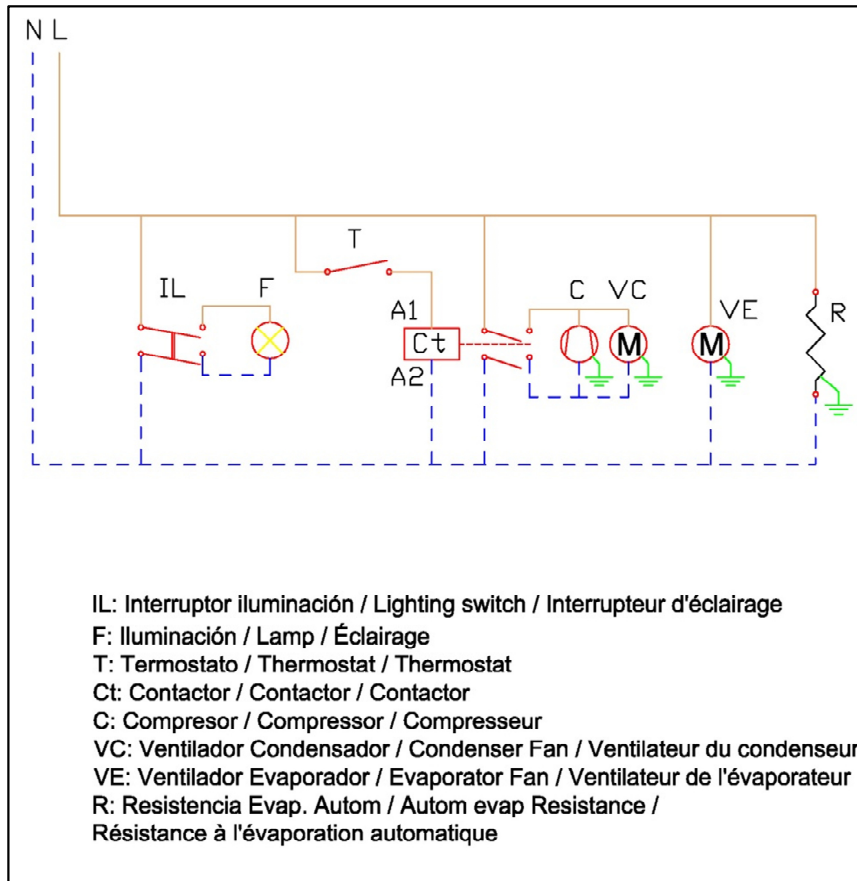 N L
T
IL F A1 C VC VE R
Ct M M
A2
IL: Interruptor iluminación / Lighting switch / Interrupteur d'éclairage
F: Iluminación / Lamp / Éclairage
T: Termostato / Thermostat / Thermostat
Ct: Contactor / Contactor / Contactor
C: Compresor / Compressor / Compresseur
VC: Ventilador Condensador / Condenser Fan / Ventilateur du condenseur
VE: Ventilador Evaporador / Evaporator Fan / Ventilateur de l'évaporateur
R: Resistencia Evap. Autom / Autom evap Resistance /
Résistance à l'évaporation automatique